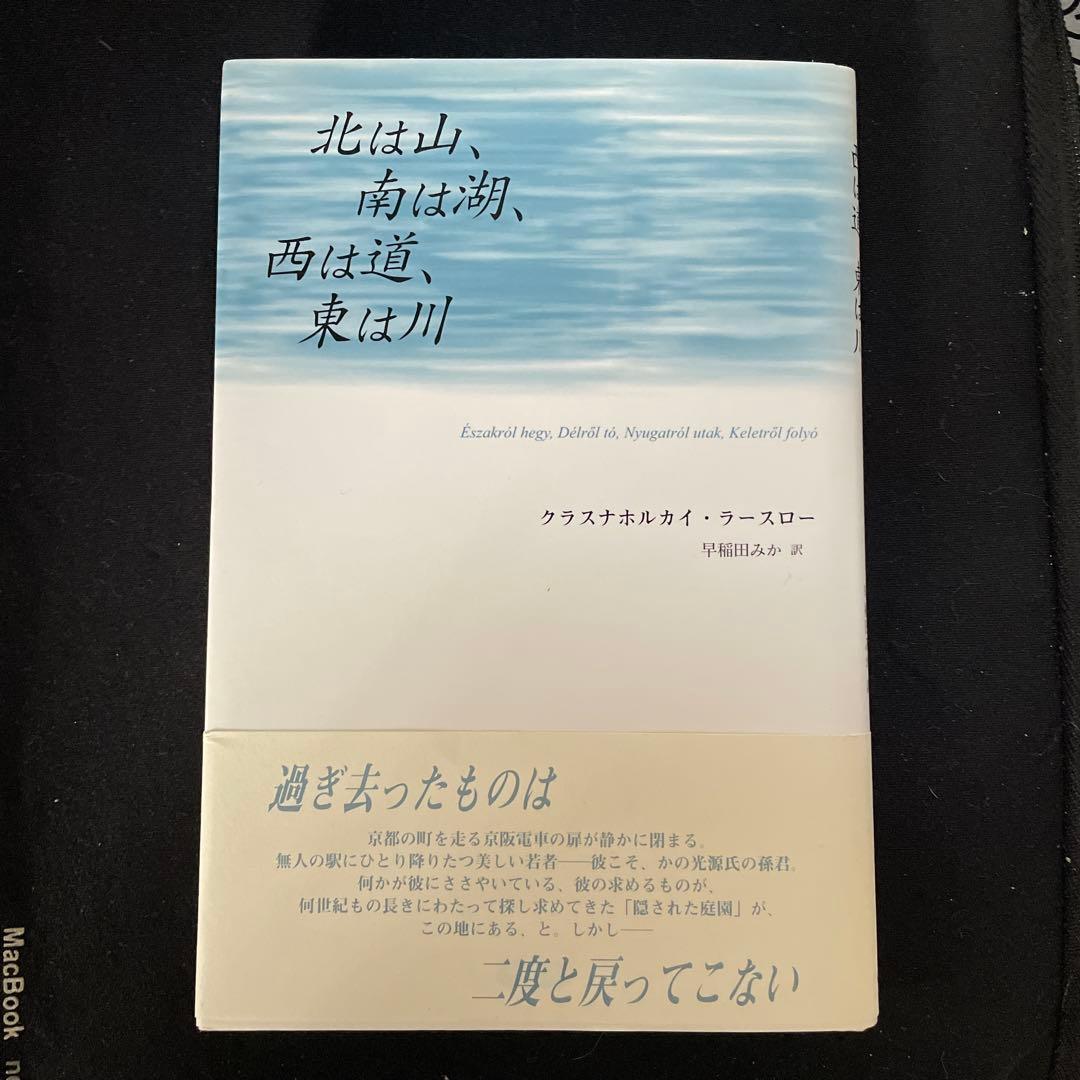 北は山、
南は湖、
西は道、
東は川
Északról hegy, Délről tó, Nyugatról utak, Keletről folyó
クラスナホルカイ・ラースロー
早稲田みか 訳
過ぎ去ったものは
京都の町を走る京阪電車の扉が静かに閉まる。
無人の駅にひとり降りたつ美しい若者──彼こそ、かの光源氏の孫君。
何かが彼にささやいている、彼の求めるものが、
何世紀もの長きにわたって探し求めてきた「隠された庭園」が、
この地にある、と。しかし──
二度と戻ってこない
西は道、東は川
MacBook